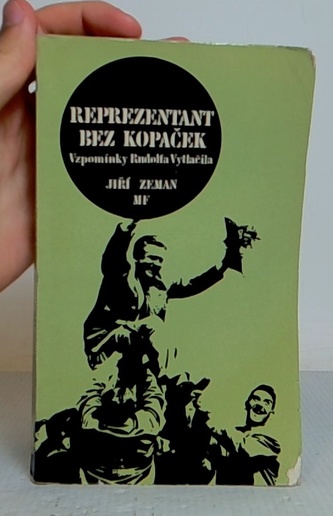 REPREZENTANT
BEZ KOPAČEK
Vzpomínky Rudolfa Vytlačila
JIŘÍ ZEMAN
MF